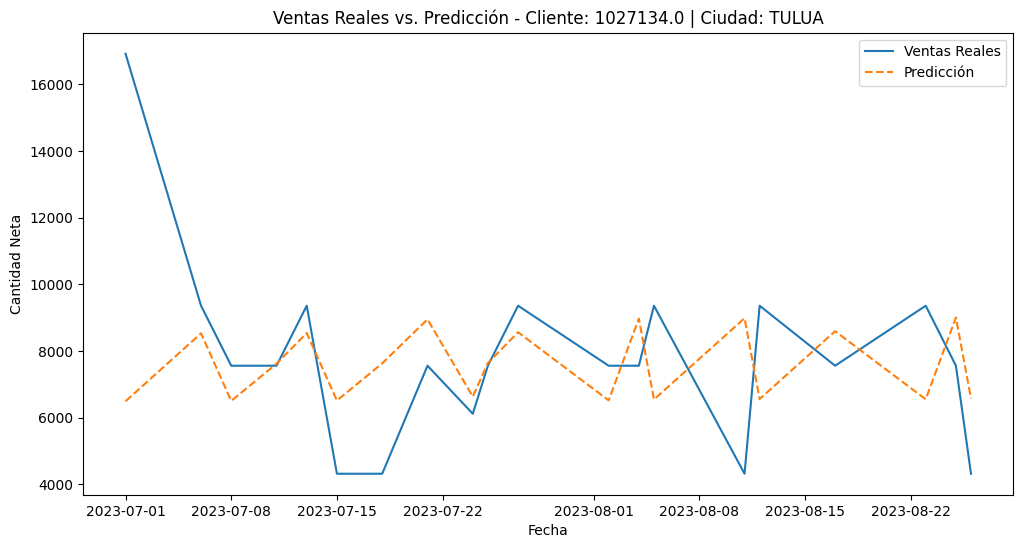 Ventas Reales vs. Predicción - Cliente: 1027134.0 | Ciudad: TULUA
Ventas Reales
Predicción
Cantidad Neta
16000
14000
12000
10000
8000
6000
4000
2023-07-01 2023-07-08 2023-07-15 2023-07-22 2023-08-01 2023-08-08 2023-08-15 2023-08-22
Fecha